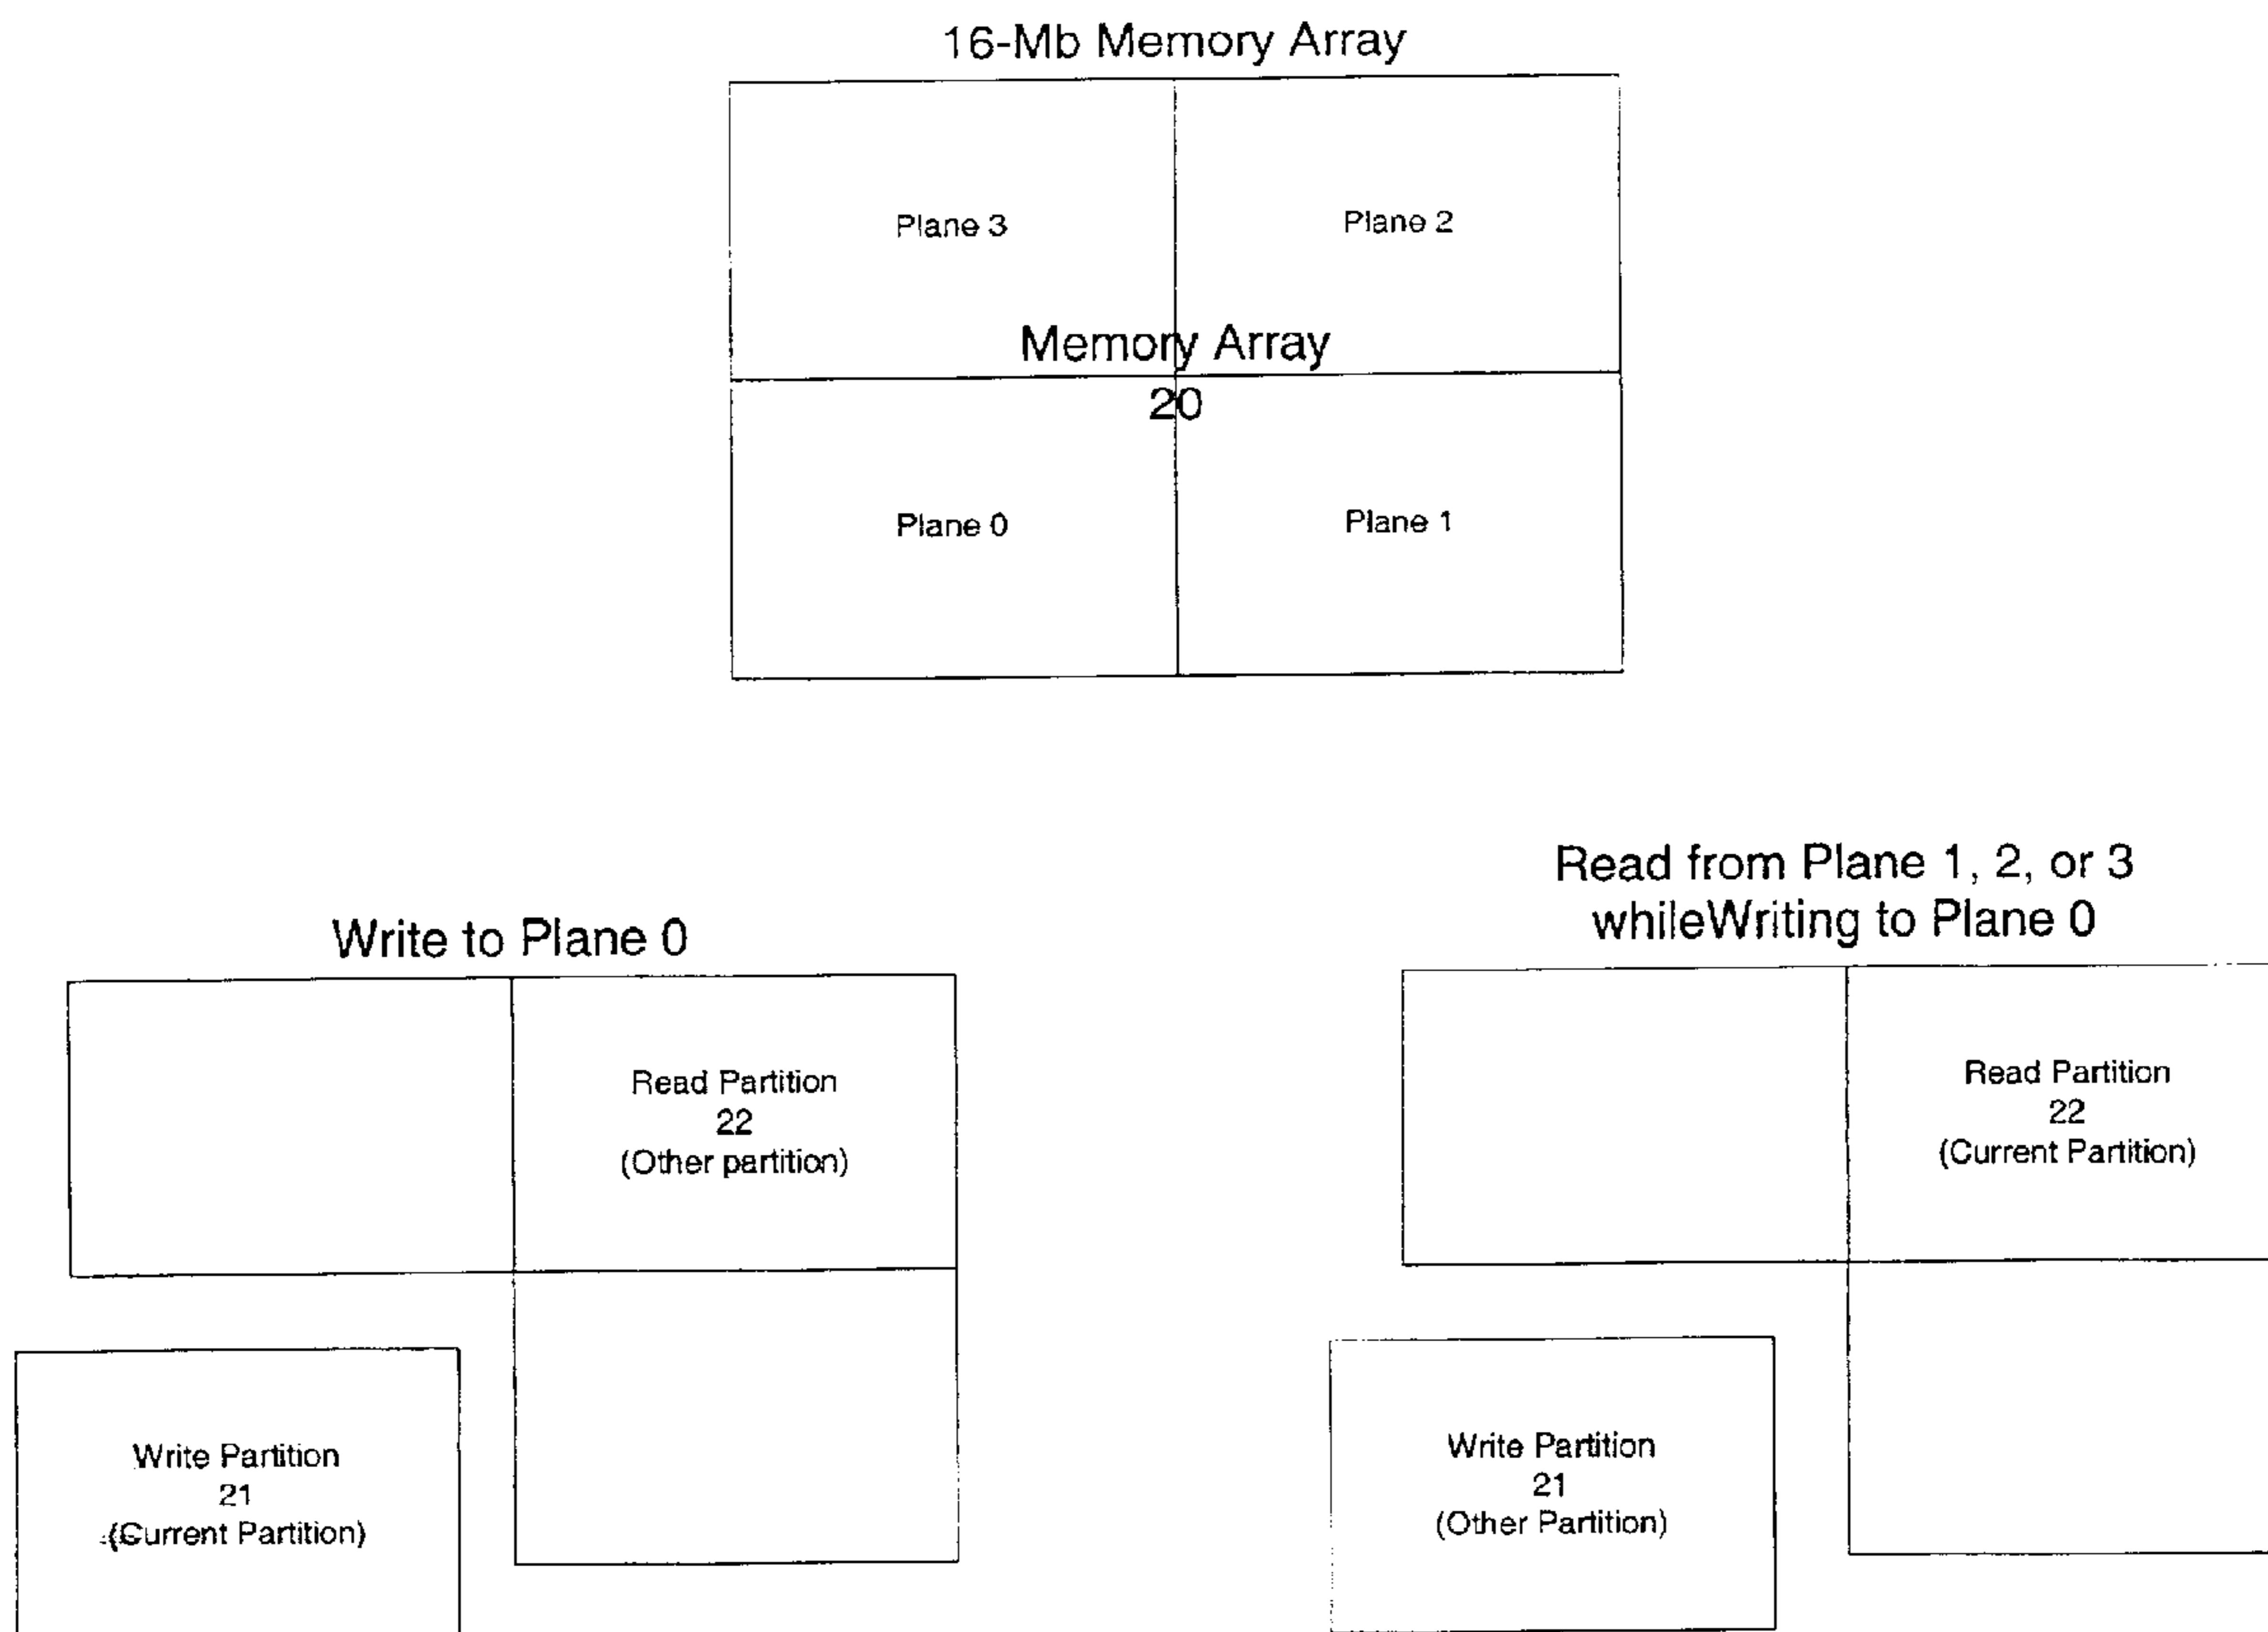 16-Mb Memory Array
Plane 3
Plane 2
Memory Array
20
Plane 0
Plane 1
Write to Plane 0
Read Partition
22
(Other partition)
Write Partition
21
(Current Partition)
Read from Plane 1, 2, or 3
whileWriting to Plane 0
Read Partition
22
(Current Partition)
Write Partition
21
(Other Partition)